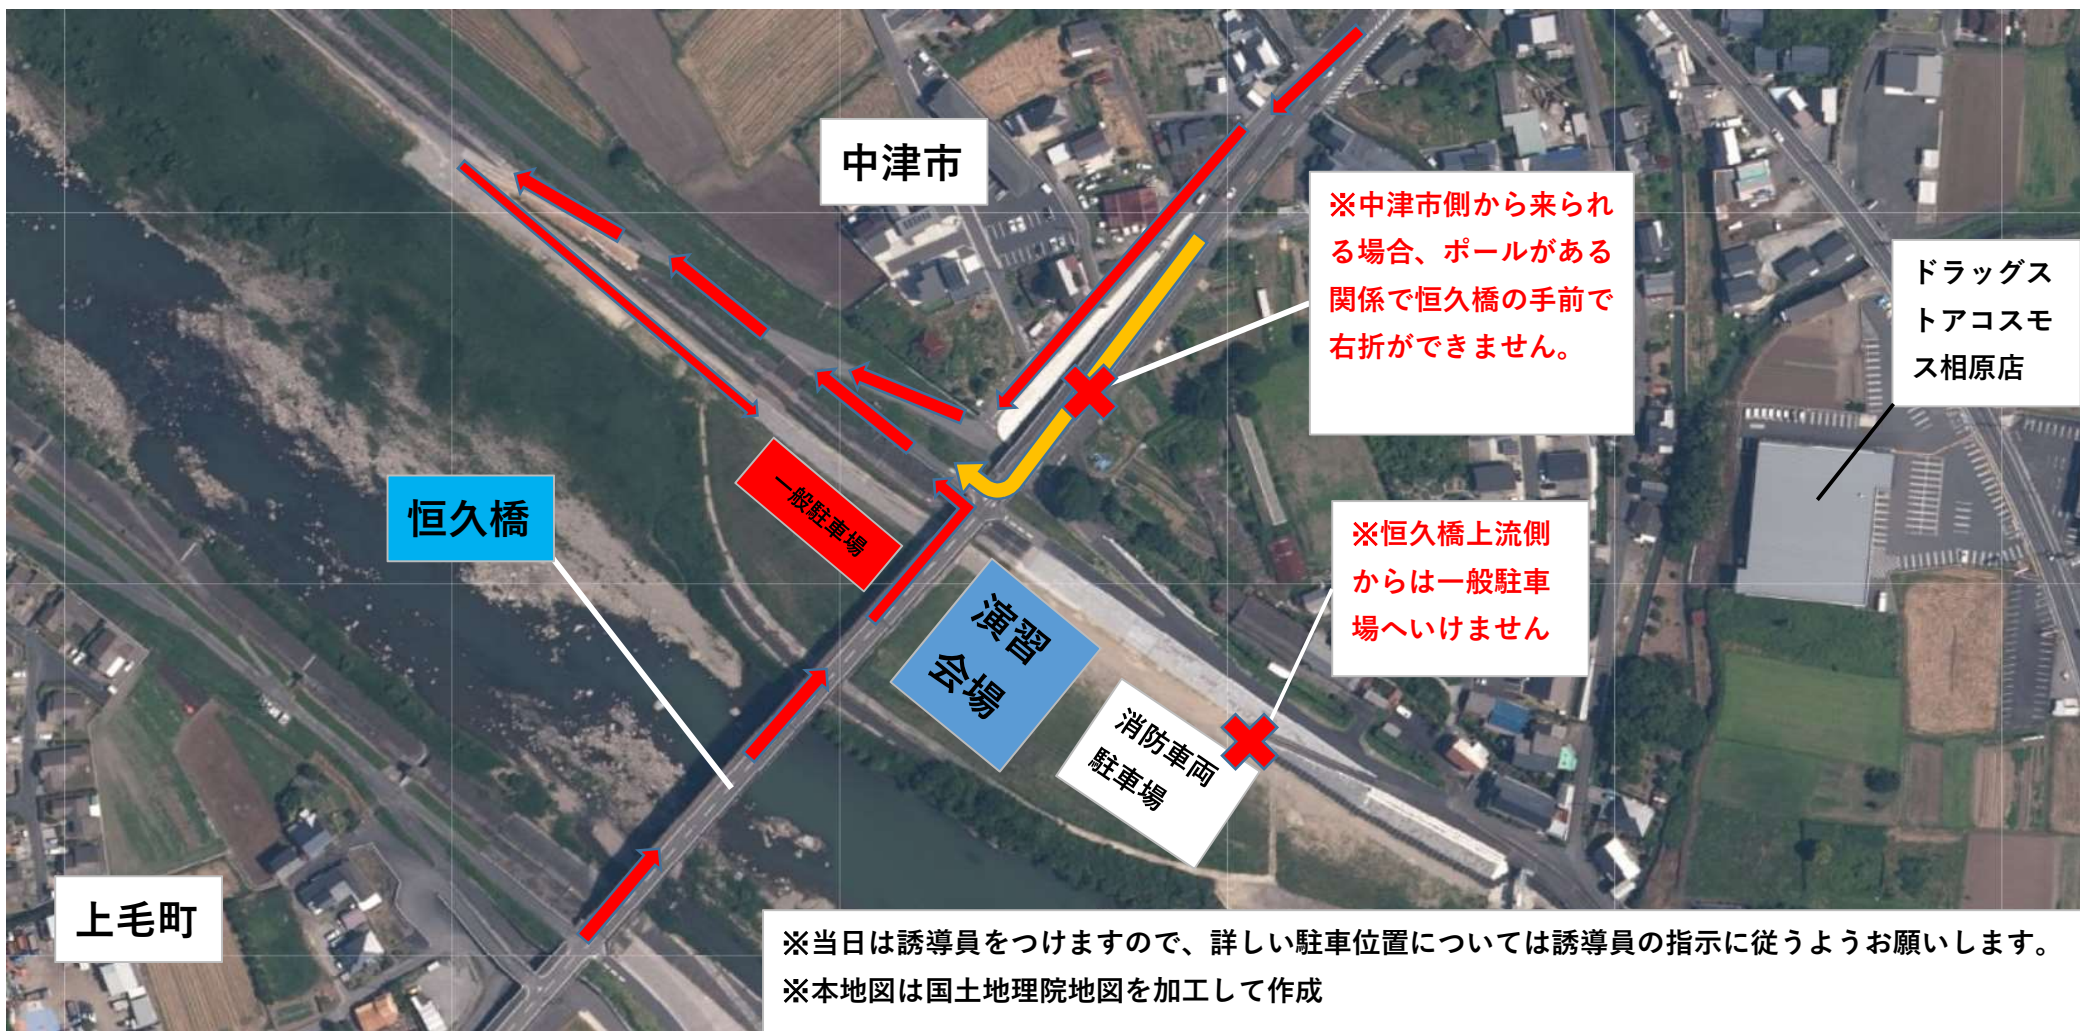 中津市
※中津市側から来られ
る場合、ポールがある
関係で恒久橋の手前で
右折ができません。
ドラッグス
トアコスモ
ス相原店
恒久橋
一般駐車場
※恒久橋上流側
からは一般駐車
場へいけません
演習
会場
消防車両
駐車場
上毛町
※当日は誘導員をつけますので、詳しい駐車位置については誘導員の指示に従うようお願いします。
※本地図は国土地理院地図を加工して作成